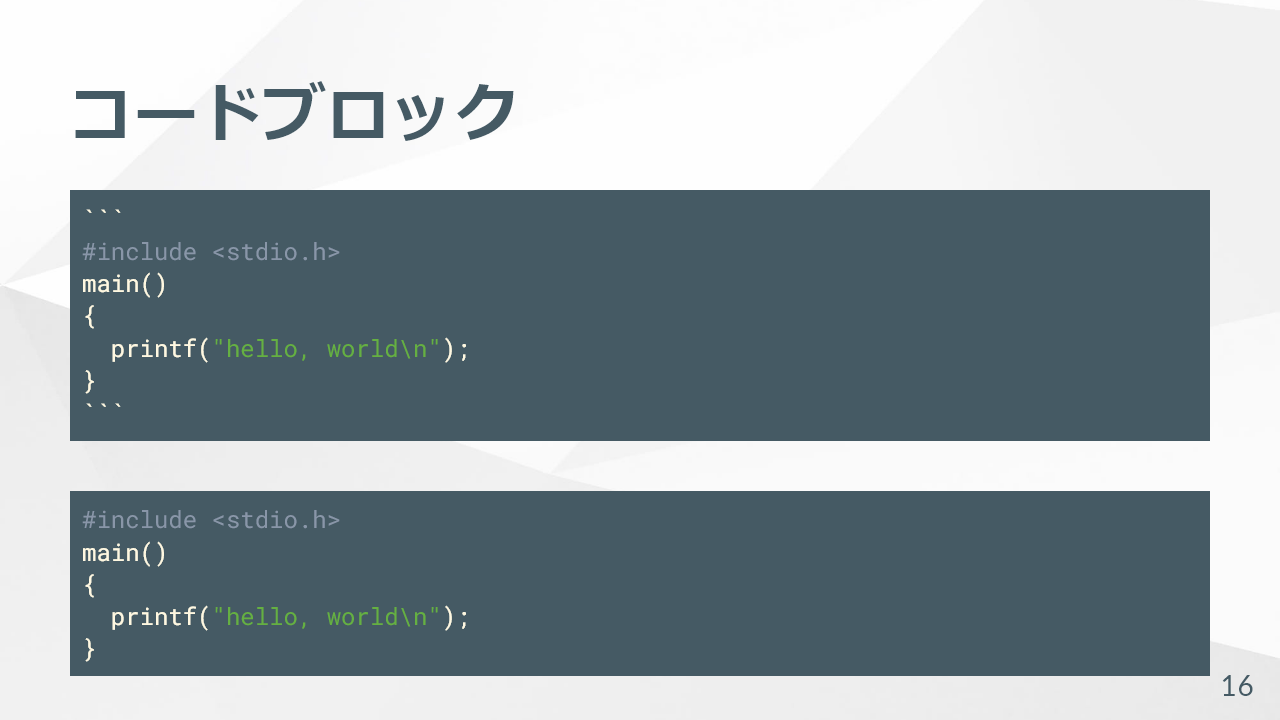 コードブロック
```
#include <stdio.h>
main()
{
  printf("hello, world\n");
}
```
#include <stdio.h>
main()
{
  printf("hello, world\n");
}
16